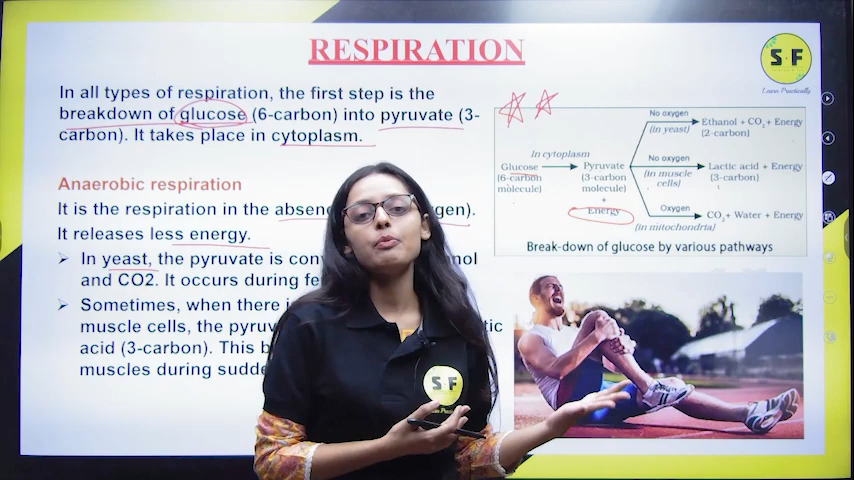 RESPIRATION
S F
Learn Practically
In all types of respiration, the first step is the
breakdown of glucose (6-carbon) into pyruvate (3-
carbon). It takes place in cytoplasm.
Anaerobic respiration
It is the respiration in the
It releases less energy.
➤ In yeast, the pyruvate is
and CO2. It occurs during
➤ Sometimes, when there
muscle cells, the
acid (3-carbon). This
muscles during
Glucose
(6-carbon
molecule)
In cytoplasm
Pyruvate
(3-carbon
molecule)
+
Energy
No oxygen
(in yeast)
Ethanol + CO2 + Energy
(2-carbon)
No oxygen
(in muscle
cells)
Lactic acid + Energy
(3-carbon)
Oxygen
(in mitochondria)
CO2 + Water + Energy
Break-down of glucose by various pathways
S F